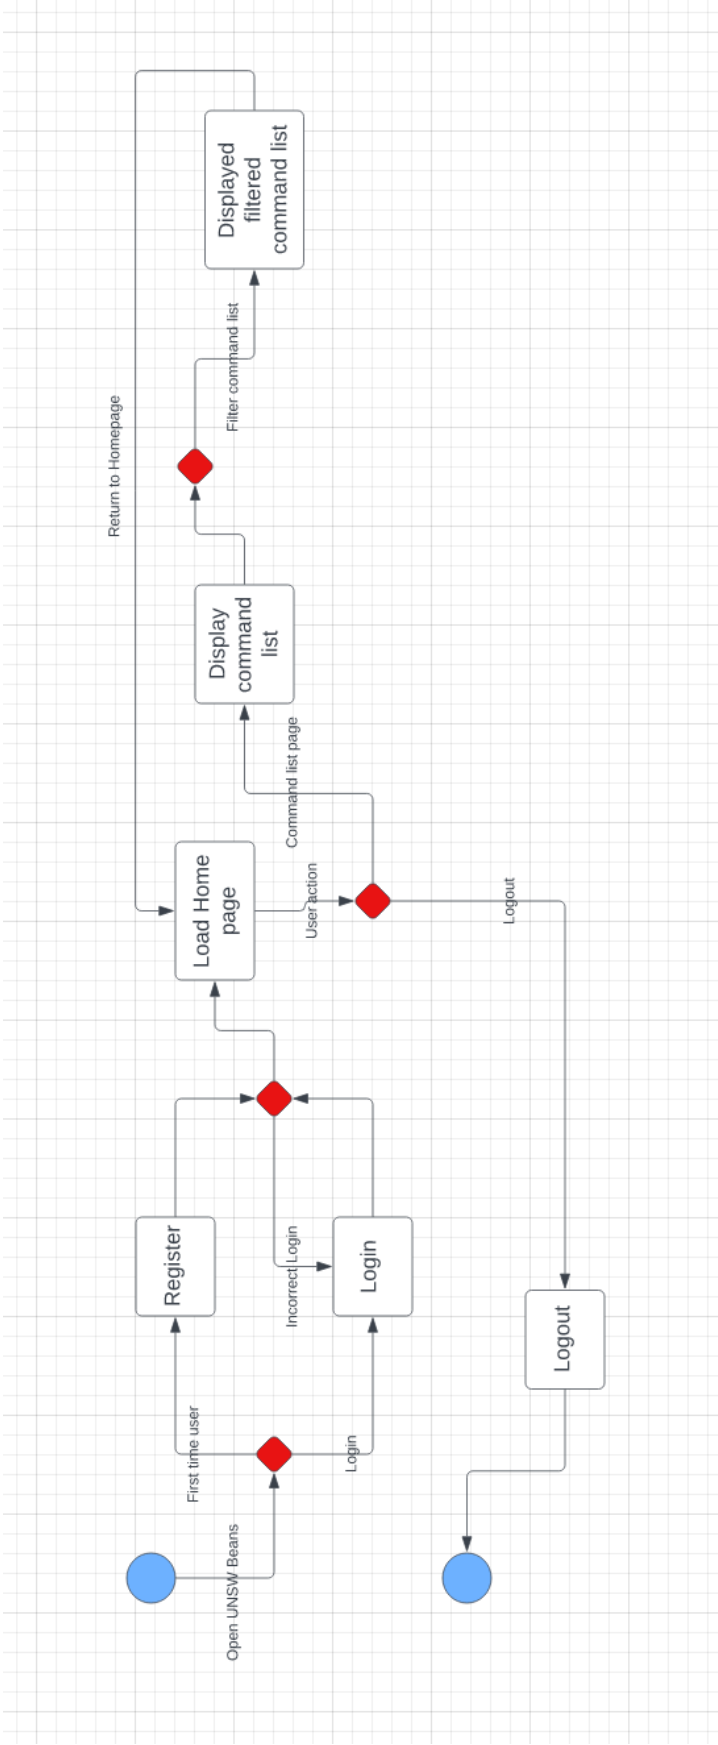 Open UNSW Beans
First time user
Login
Register
Incorrect Login
Login
Load Home
page
User action
Logout
Logout
Command list page
Display
command
list
Filter command list
Displayed
filtered
command list
Return to Homepage